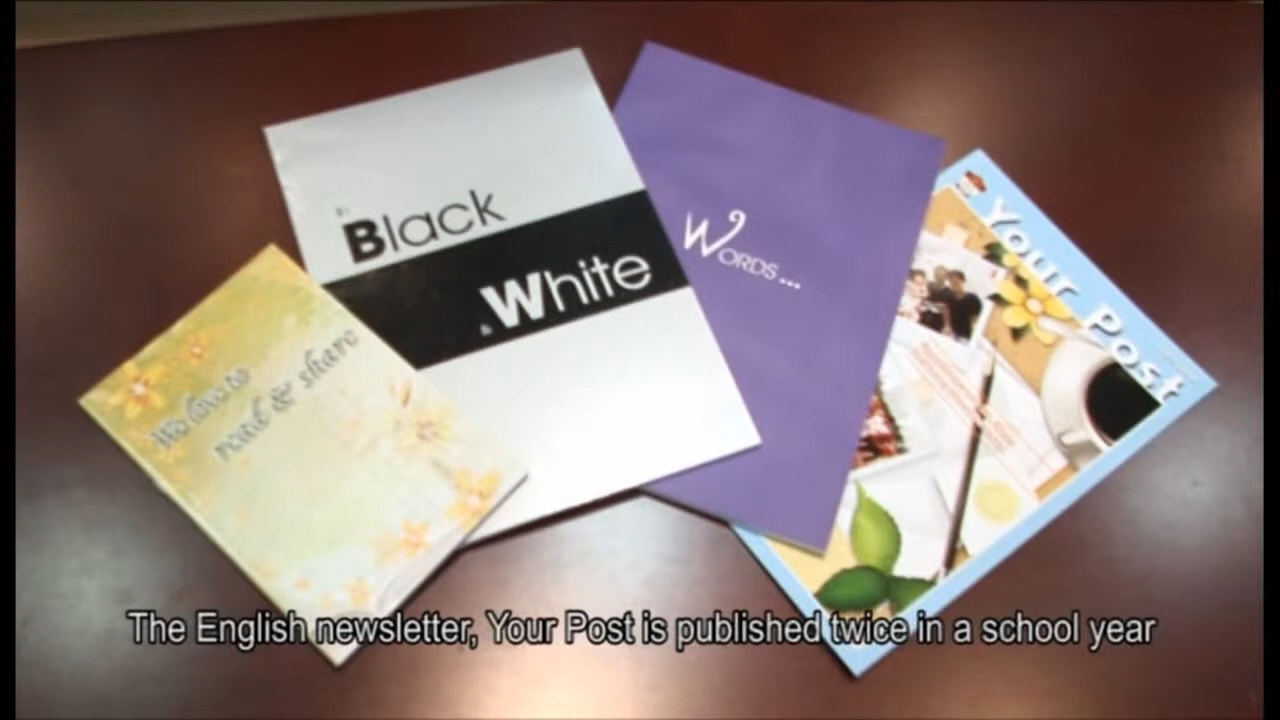 We love to
read & share
In
Black
& White
Words...
Your Post
The English newsletter, Your Post is published twice in a school year